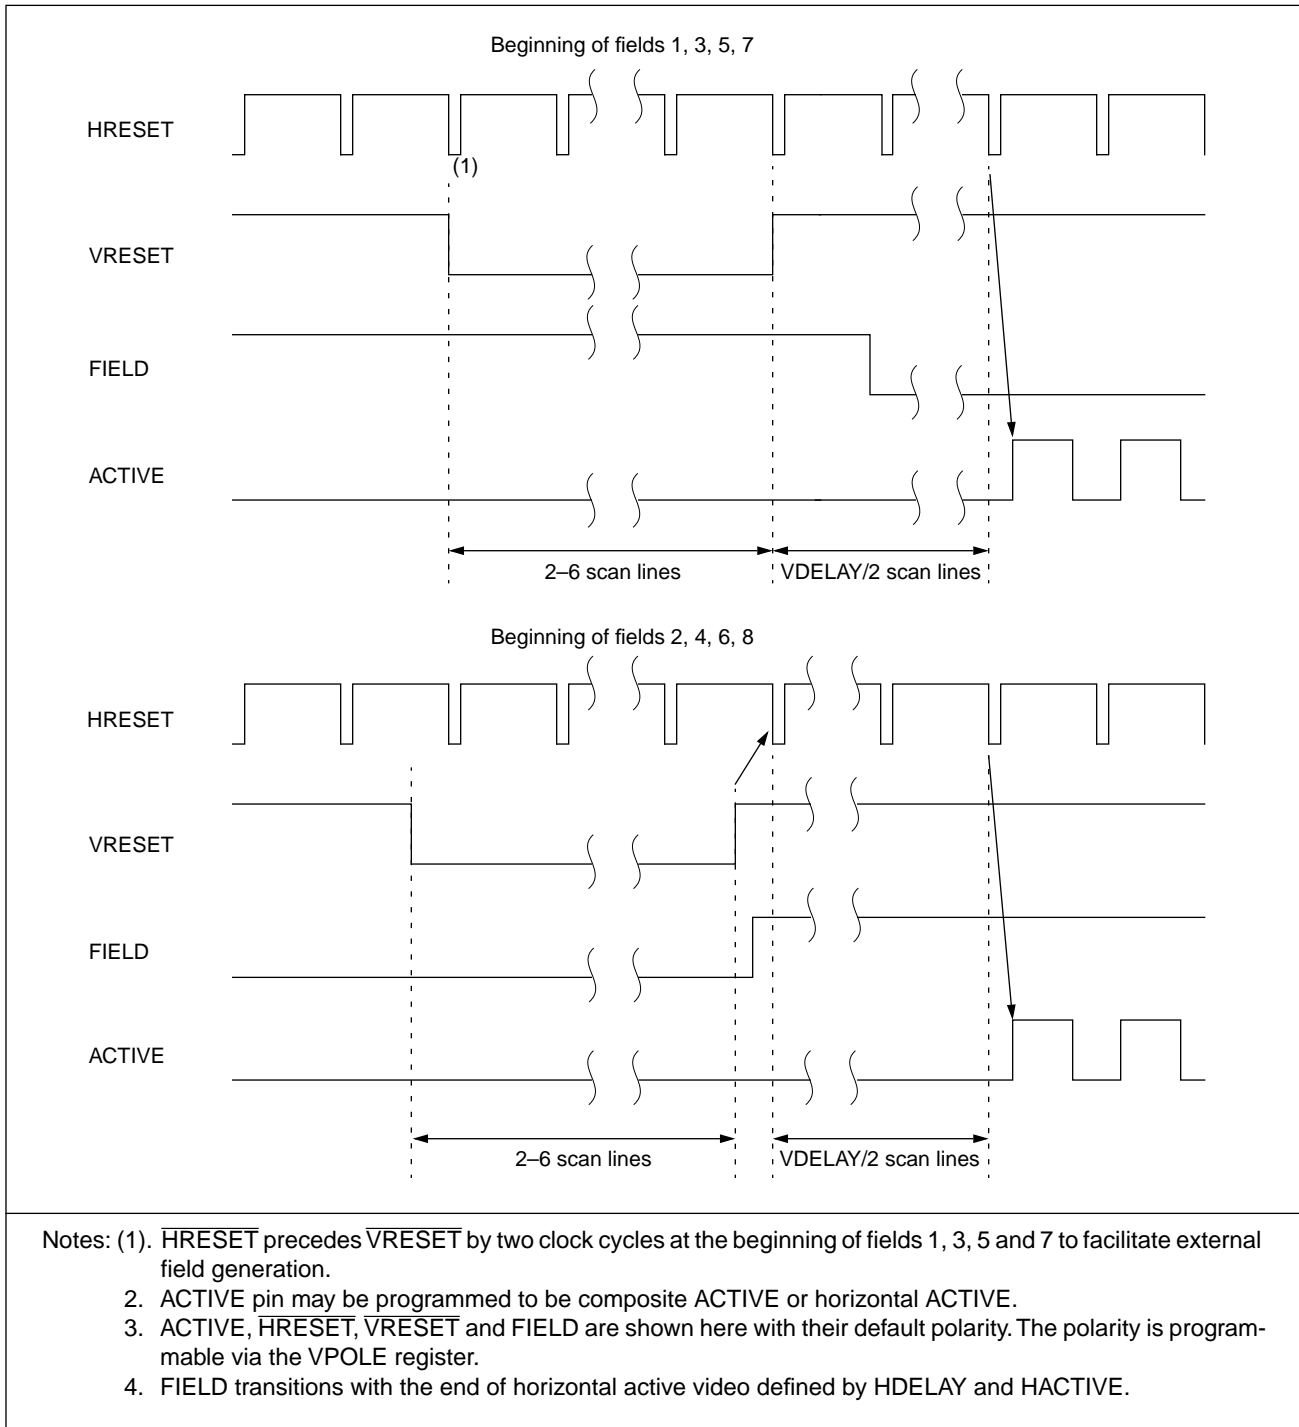 Beginning of fields 1, 3, 5, 7
HRESET
(1)
VRESET
FIELD
ACTIVE
2–6 scan lines
VDELAY/2 scan lines
Beginning of fields 2, 4, 6, 8
HRESET
VRESET
FIELD
ACTIVE
2–6 scan lines
VDELAY/2 scan lines
Notes: (1). HRESET precedes VRESET by two clock cycles at the beginning of fields 1, 3, 5 and 7 to facilitate external
field generation.
2. ACTIVE pin may be programmed to be composite ACTIVE or horizontal ACTIVE.
3. ACTIVE, HRESET, VRESET and FIELD are shown here with their default polarity. The polarity is program-
mable via the VPOLE register.
4. FIELD transitions with the end of horizontal active video defined by HDELAY and HACTIVE.